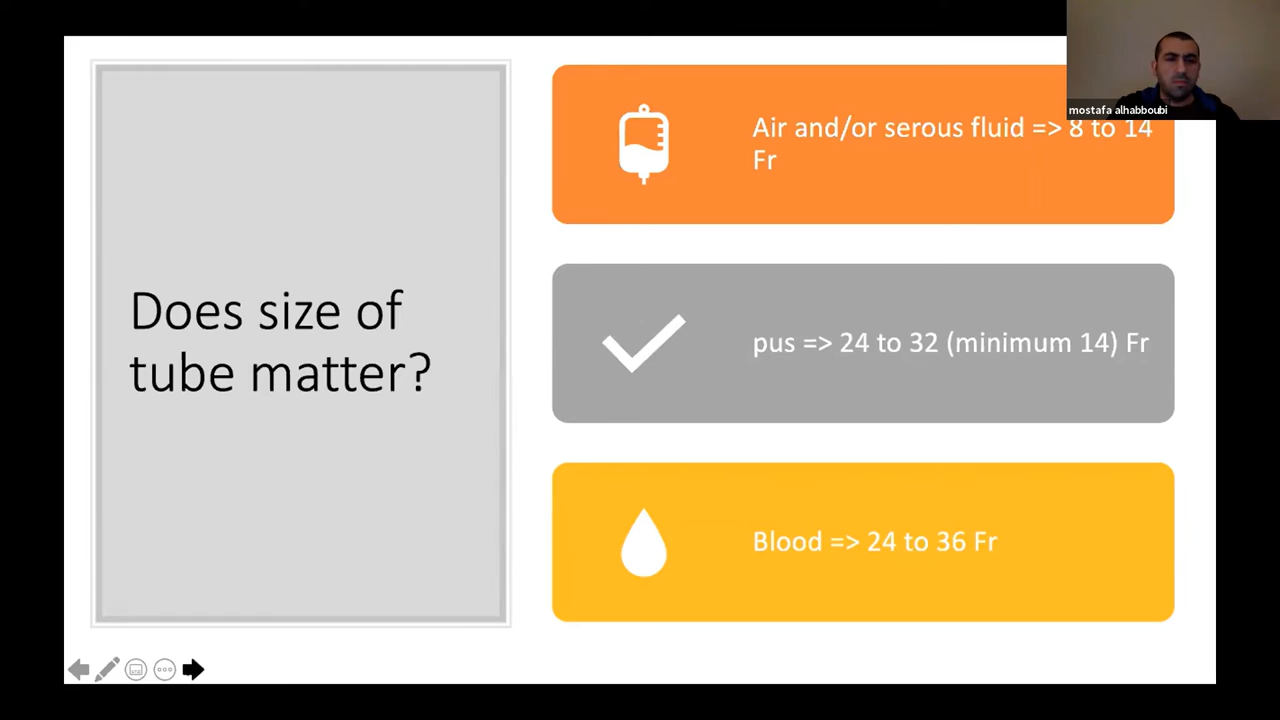 mostafa alhabboubi
Does size of
tube matter?
Air and/or serous fluid => 8 to 14
Fr
pus => 24 to 32 (minimum 14) Fr
Blood => 24 to 36 Fr